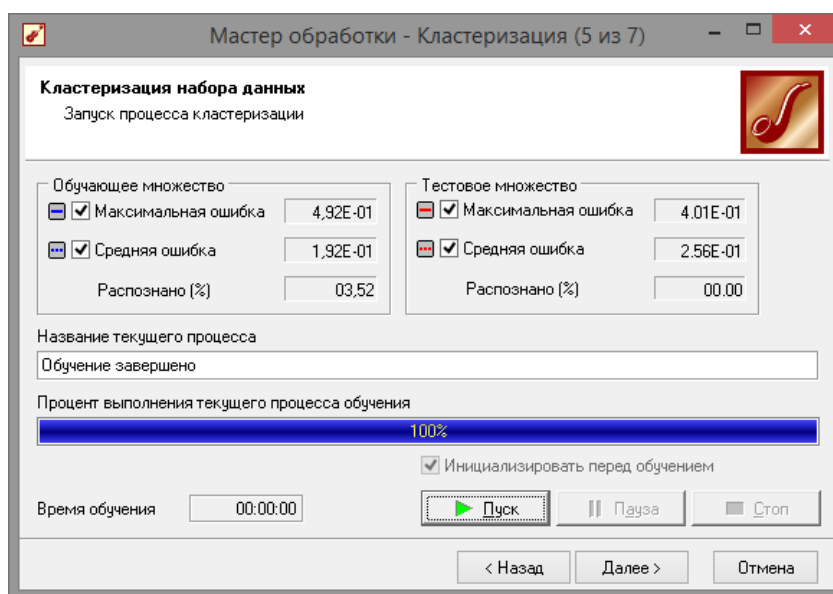 Мастер обработки - Кластеризация (5 из 7)
Кластеризация набора данных
Запуск процесса кластеризации
Обучающее множество
Максимальная ошибка 4,92E-01
Средняя ошибка 1,92E-01
Распознано (%) 03,52
Тестовое множество
Максимальная ошибка 4.01E-01
Средняя ошибка 2.56E-01
Распознано (%) 00.00
Название текущего процесса
Обучение завершено
Процент выполнения текущего процесса обучения
100%
Инициализировать перед обучением
Время обучения 00:00:00 Пуск Пауза Стоп
< Назад Далее > Отмена